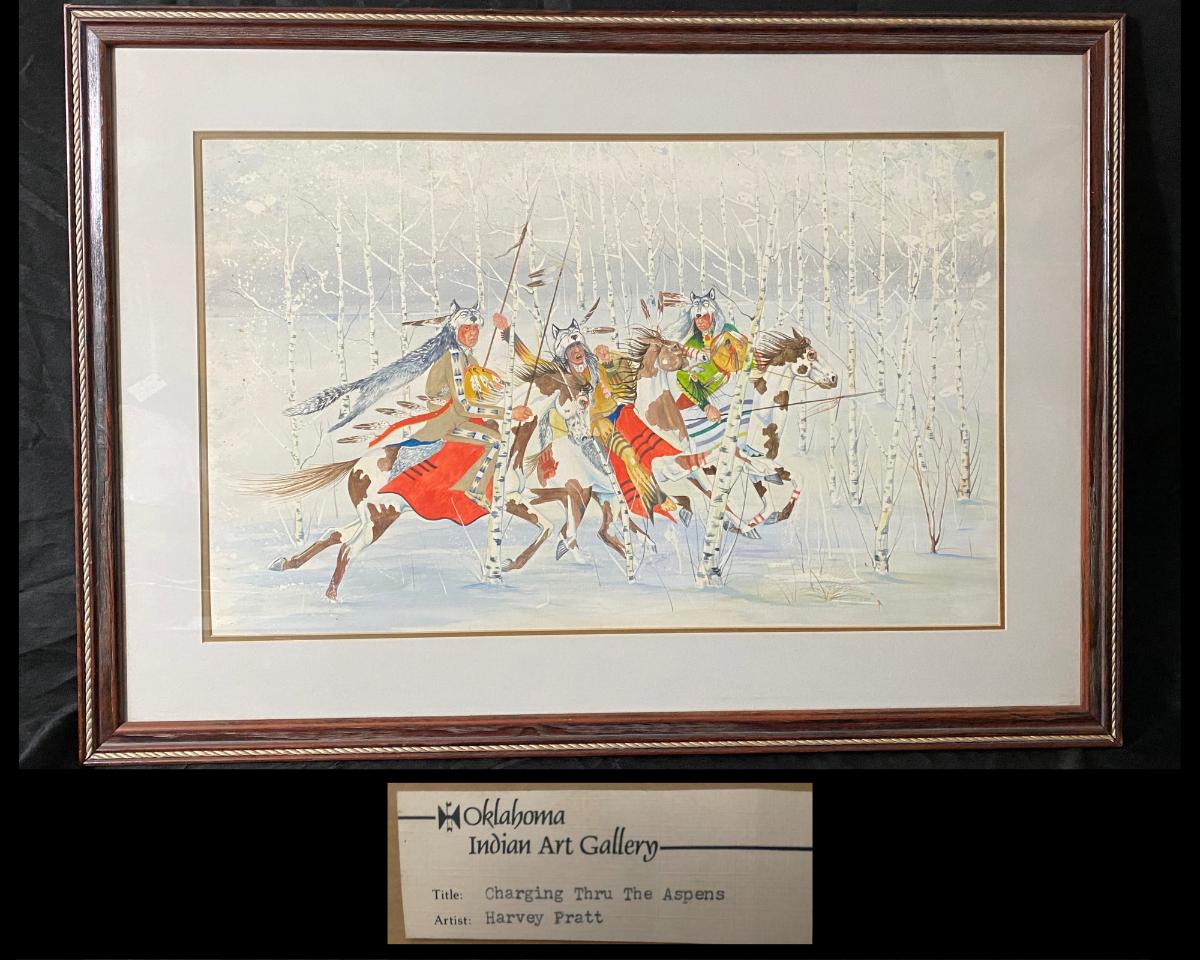 Oklahoma
Indian Art Gallery
Title: Charging Thru The Aspens
Artist: Harvey Pratt